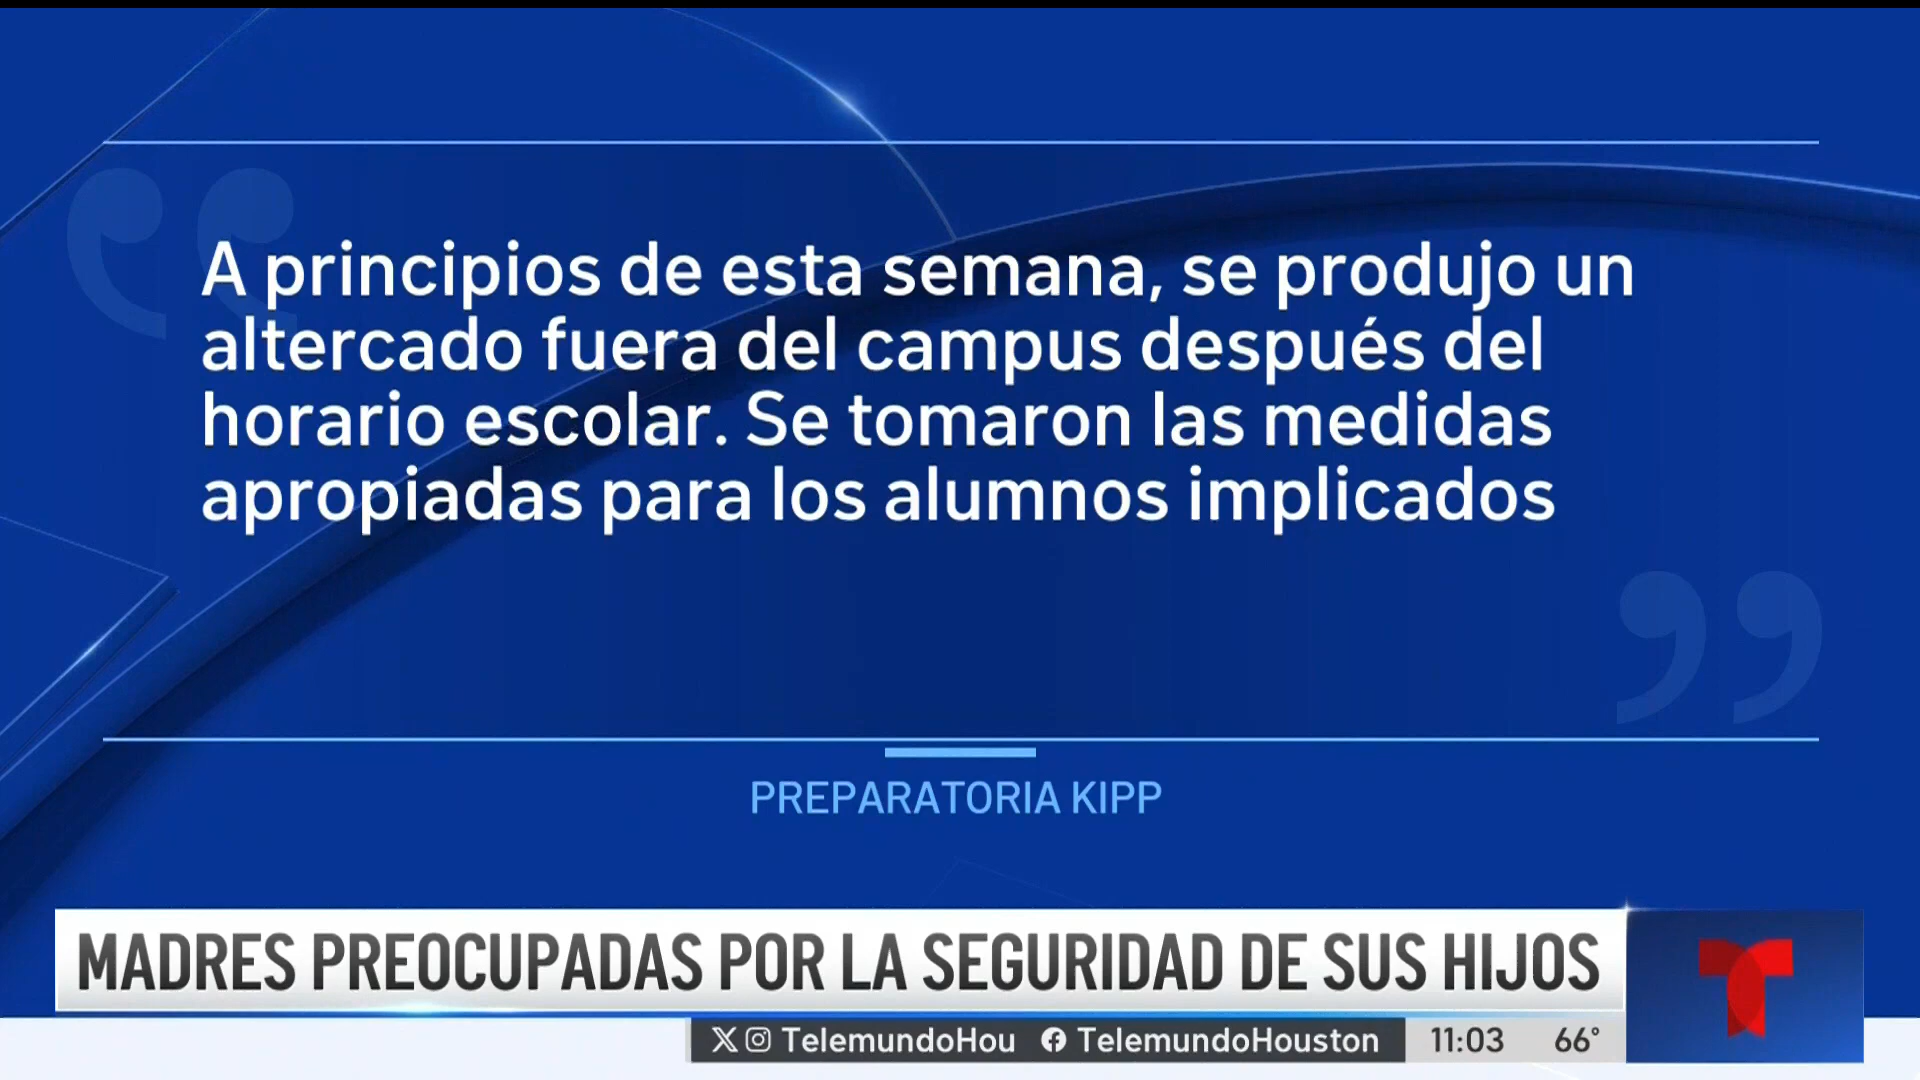 A principios de esta semana, se produjo un
altercado fuera del campus después del
horario escolar. Se tomaron las medidas
apropiadas para los alumnos implicados
PREPARATORIA KIPP
MADRES PREOCUPADAS POR LA SEGURIDAD DE SUS HIJOS
TelemundoHou TelemundoHouston 11:03 66°